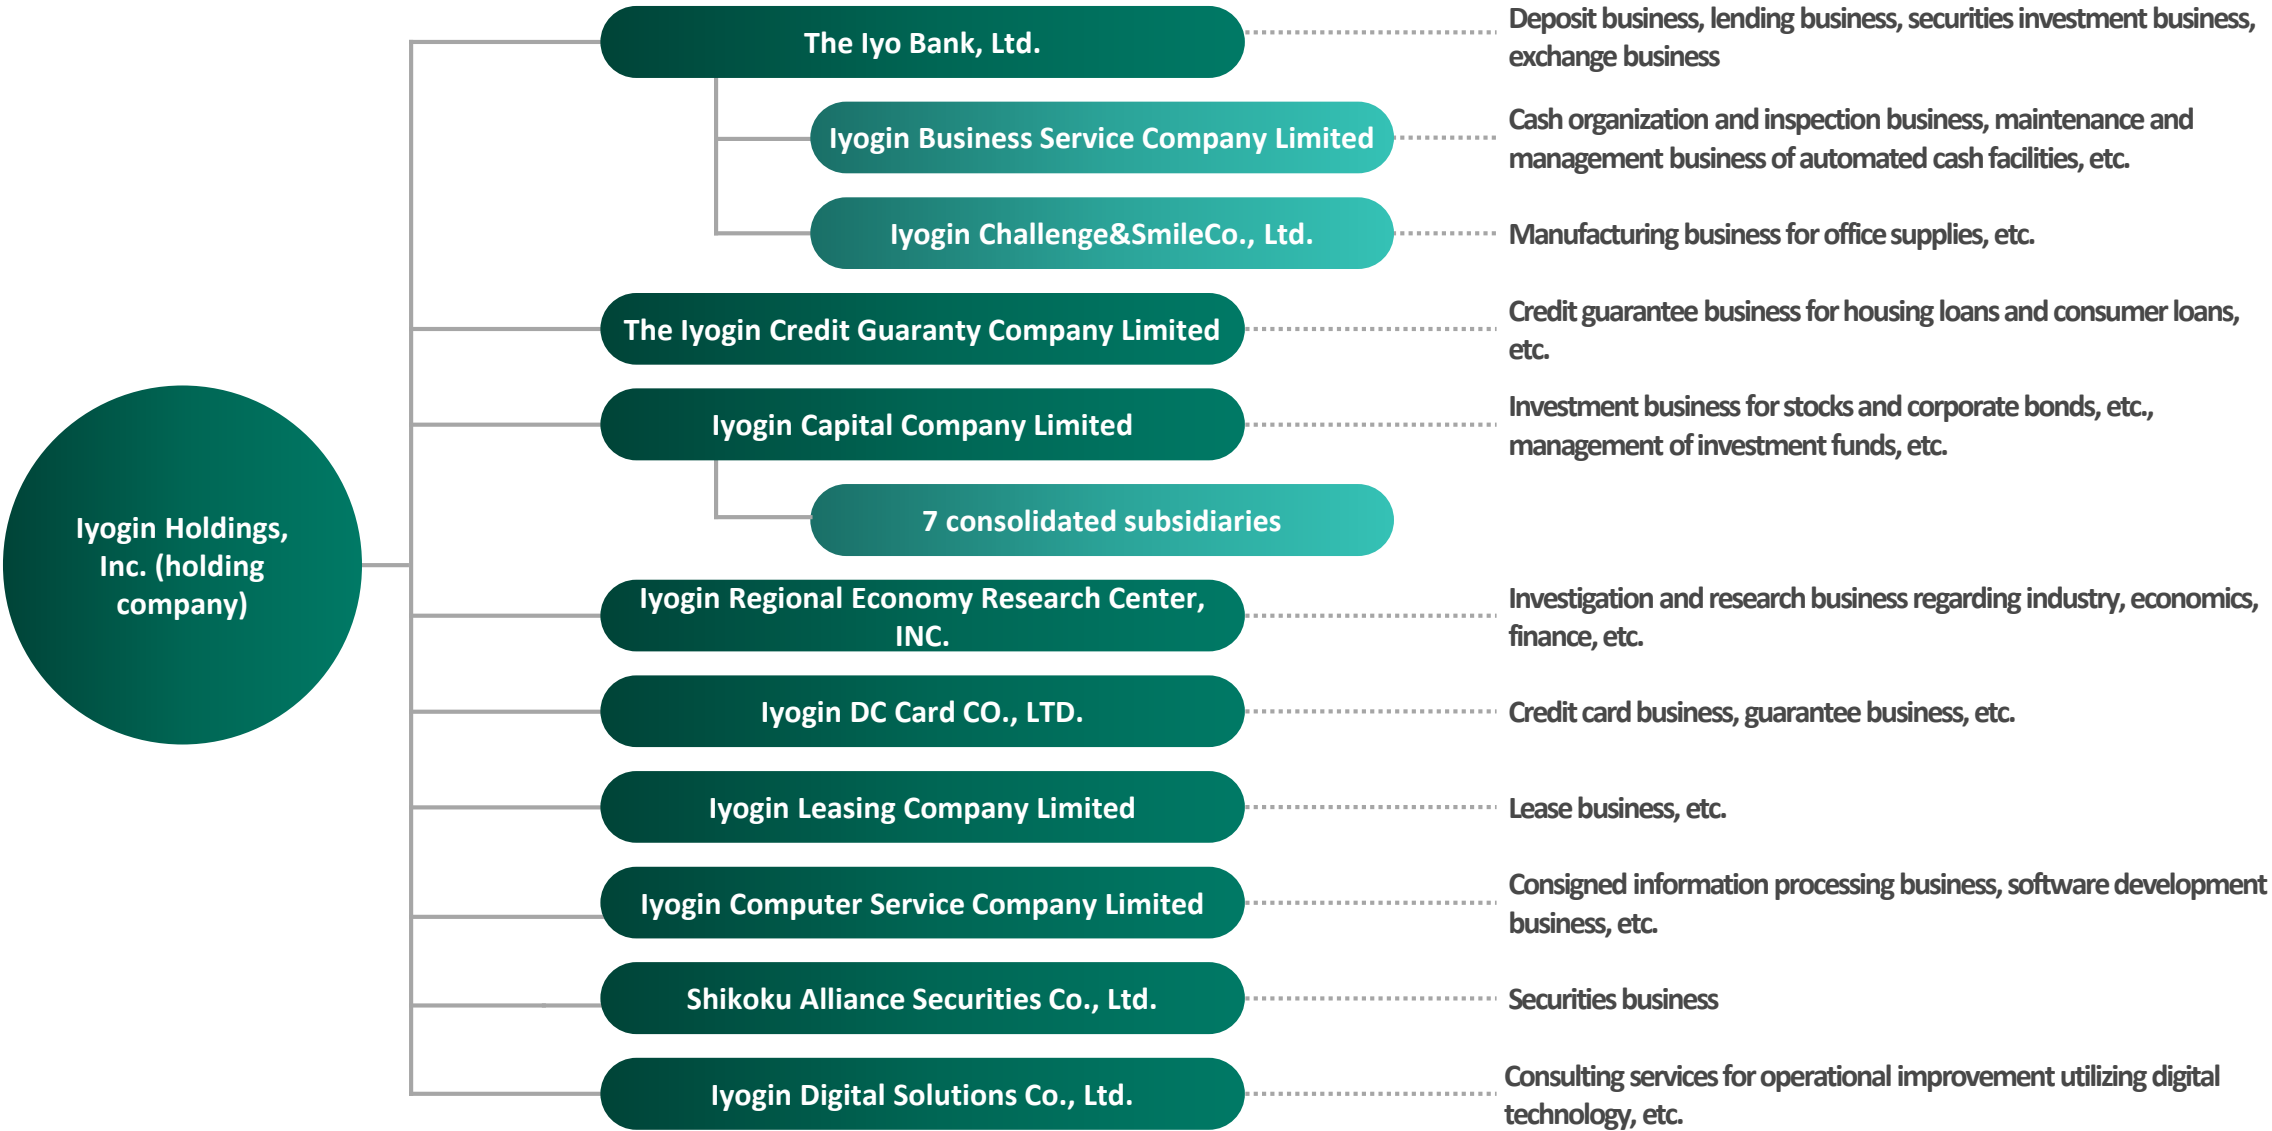 Iyogin Holdings,
Inc. (holding
company)
The Iyo Bank, Ltd.
Deposit business, lending business, securities investment business,
exchange business
Iyogin Business Service Company Limited
Cash organization and inspection business, maintenance and
management business of automated cash facilities, etc.
Iyogin Challenge&SmileCo., Ltd.
Manufacturing business for office supplies, etc.
The Iyogin Credit Guaranty Company Limited
Credit guarantee business for housing loans and consumer loans,
etc.
Iyogin Capital Company Limited
Investment business for stocks and corporate bonds, etc.,
management of investment funds, etc.
7 consolidated subsidiaries
Iyogin Regional Economy Research Center,
INC.
Investigation and research business regarding industry, economics,
finance, etc.
Iyogin DC Card CO., LTD.
Credit card business, guarantee business, etc.
Iyogin Leasing Company Limited
Lease business, etc.
Iyogin Computer Service Company Limited
Consigned information processing business, software development
business, etc.
Shikoku Alliance Securities Co., Ltd.
Securities business
Iyogin Digital Solutions Co., Ltd.
Consulting services for operational improvement utilizing digital
technology, etc.